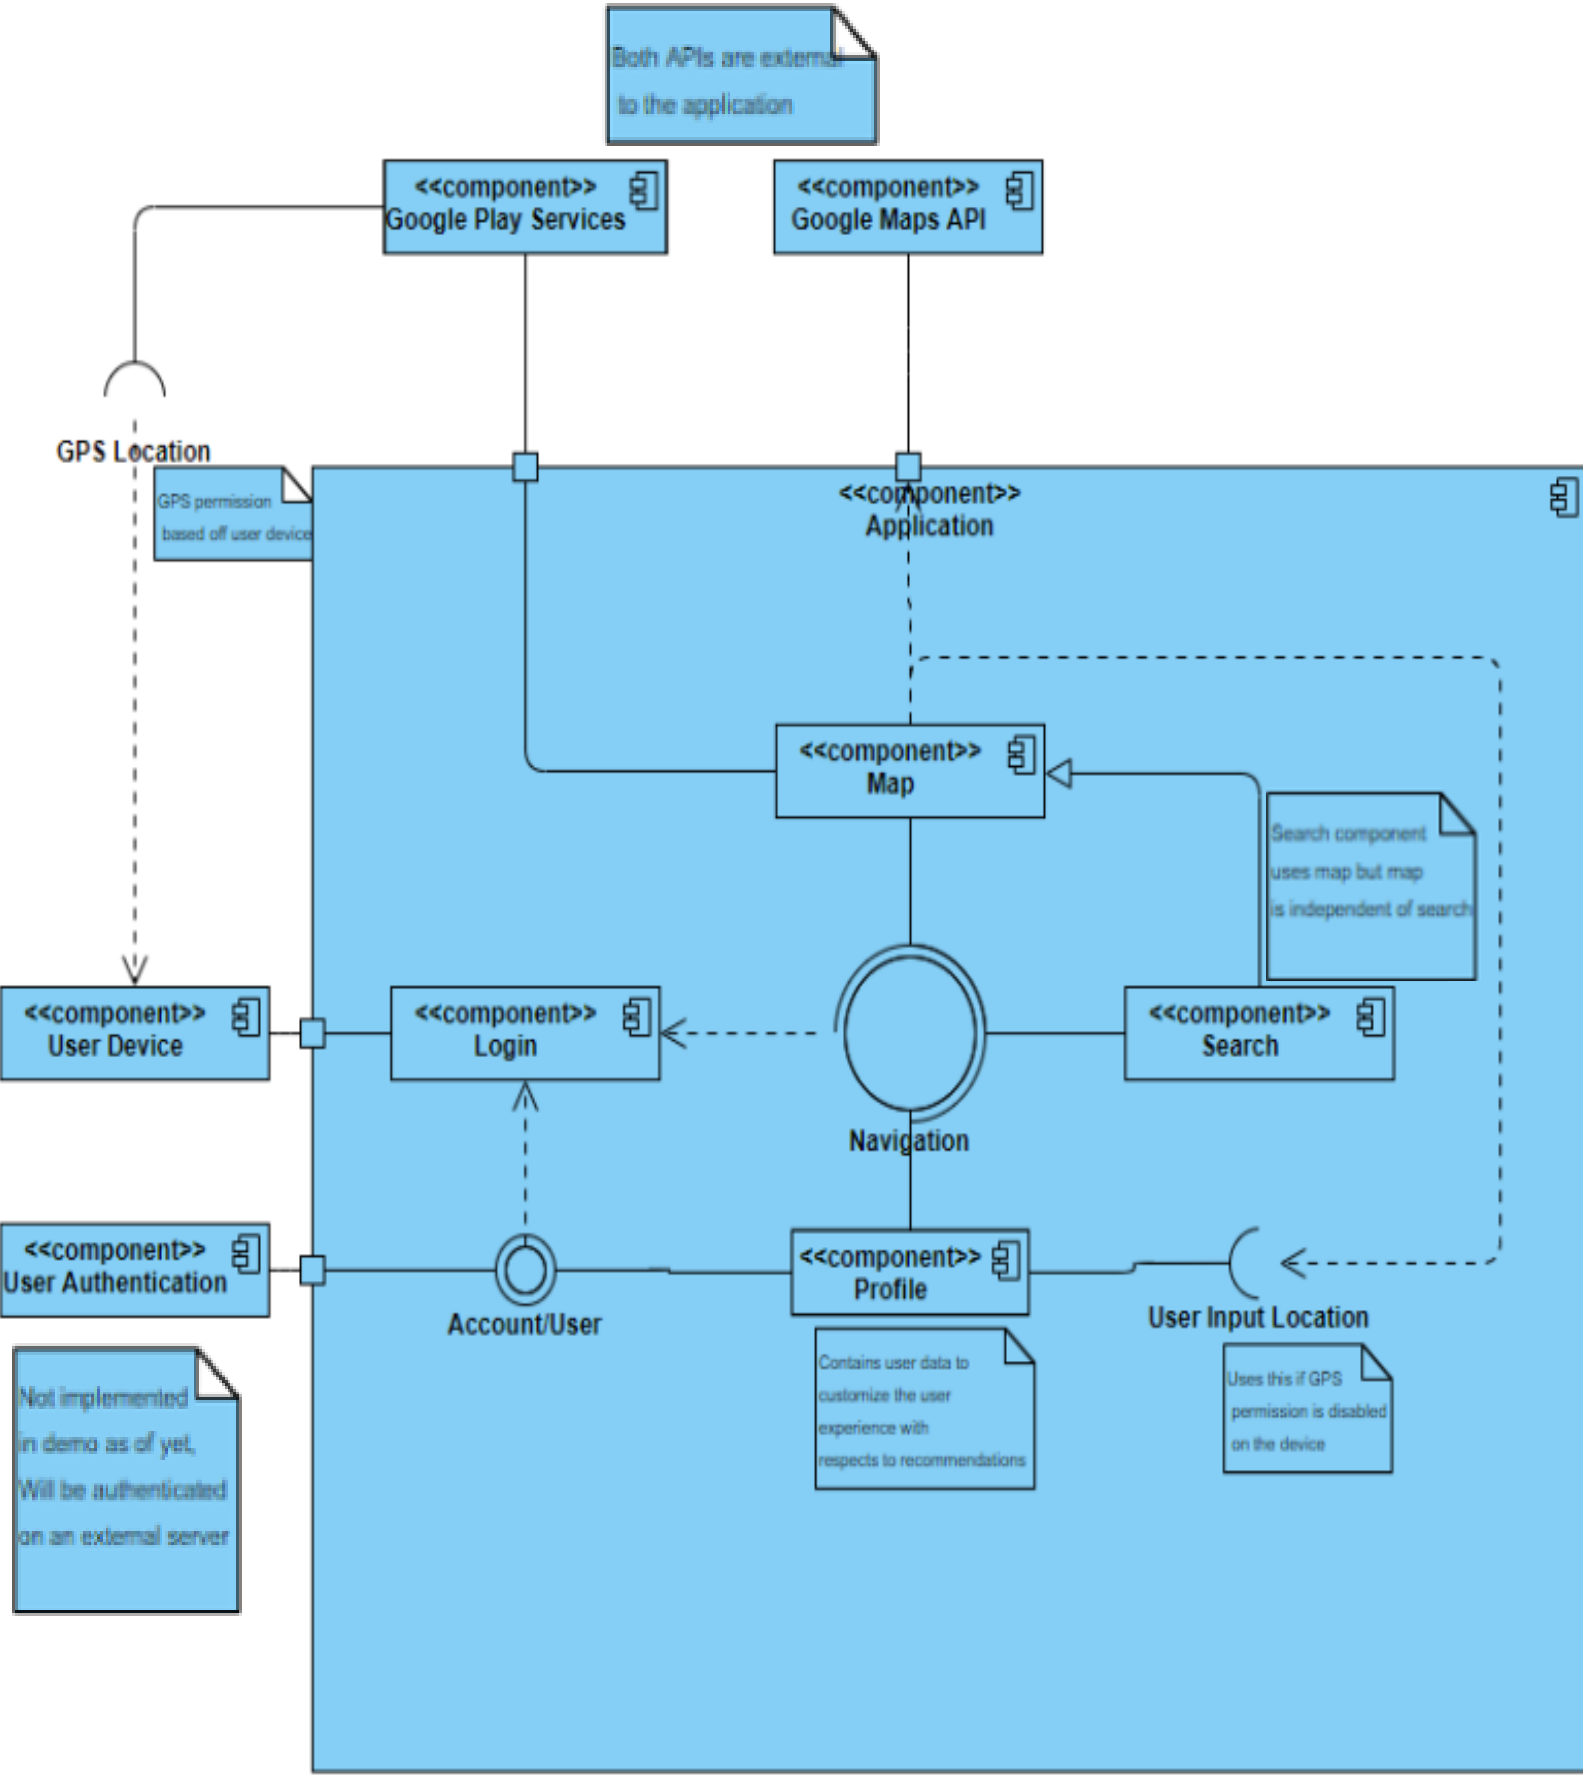 Both APIs are external
to the application
<<component>>
Google Play Services
<<component>>
Google Maps API
GPS Location
GPS permission
based off user device
<<component>>
Application
<<component>>
Map
Search component
uses map but map
is independent of search
<<component>>
User Device
<<component>>
Login
<<component>>
Search
Navigation
<<component>>
User Authentication
Account/User
<<component>>
Profile
User Input Location
Not implemented
in demo as of yet,
Will be authenticated
on an external server
Contains user data to
customize the user
experience with
respects to recommendations
Uses this if GPS
permission is disabled
on the device